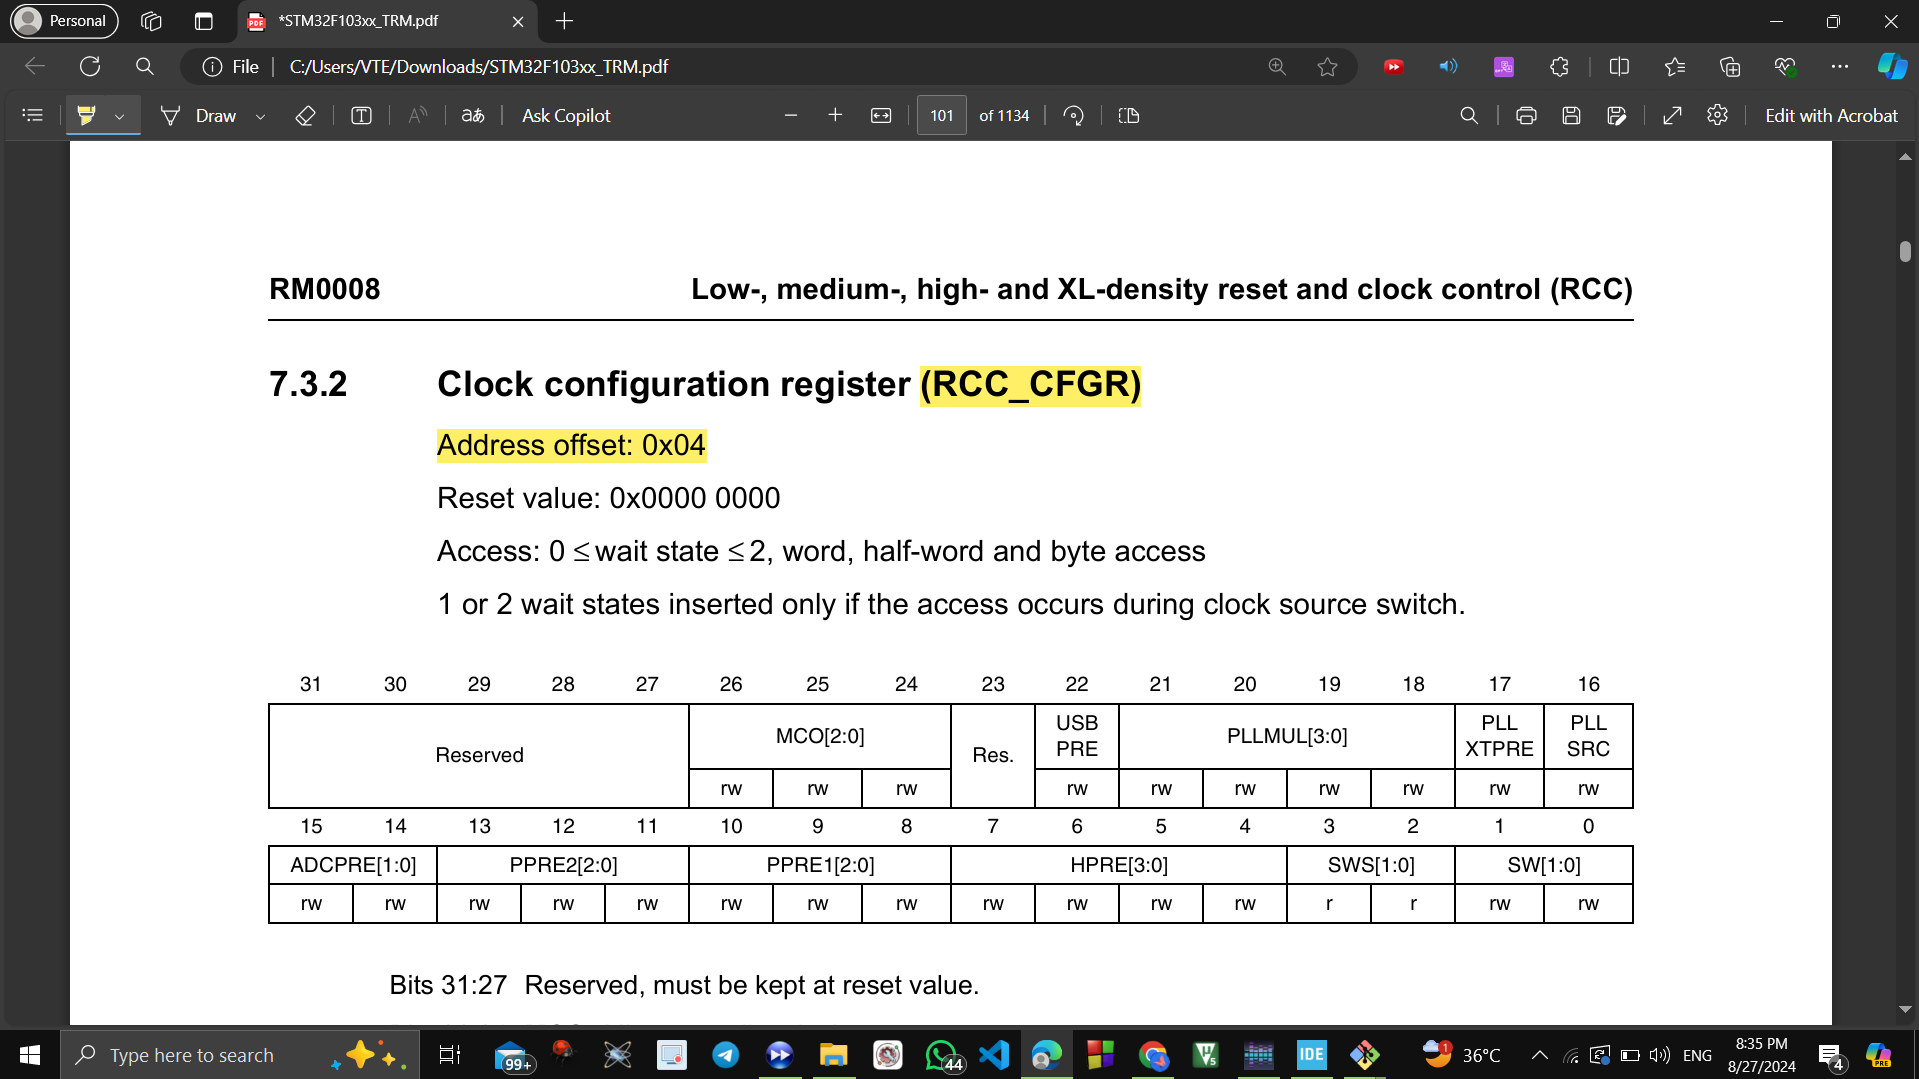 Personal
*STM32F103xx_TRM.pdf
File
C:/Users/VTE/Downloads/STM32F103xx_TRM.pdf
Draw
Ask Copilot
101 of 1134
Edit with Acrobat
RM0008 Low-, medium-, high- and XL-density reset and clock control (RCC)
7.3.2 Clock configuration register (RCC_CFGR)
Address offset: 0x04
Reset value: 0x0000 0000
Access: 0 ≤ wait state ≤ 2, word, half-word and byte access
1 or 2 wait states inserted only if the access occurs during clock source switch.
31 30 29 28 27 26 25 24 23 22 21 20 19 18 17 16
Reserved MCO[2:0] Res. USB PRE PLLMUL[3:0] PLL XTPRE PLL SRC
rw rw rw rw rw rw rw rw rw rw
15 14 13 12 11 10 9 8 7 6 5 4 3 2 1 0
ADCPRE[1:0] PPRE2[2:0] PPRE1[2:0] HPRE[3:0] SWS[1:0] SW[1:0]
rw rw rw rw rw rw rw rw rw rw rw rw r r rw rw
Bits 31:27 Reserved, must be kept at reset value.
Type here to search
99+
44
IDE
1
36°C
ENG
8:35 PM
8/27/2024
4
PRE